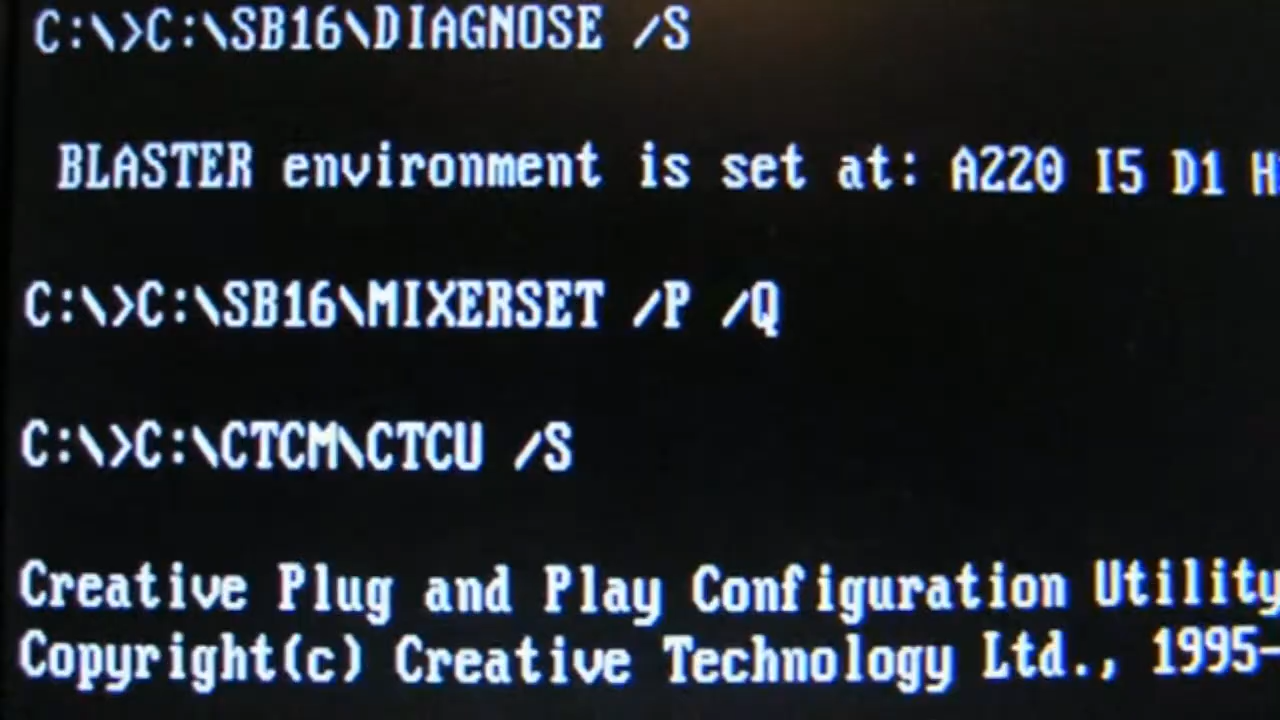 C:\>C:\SB16\DIAGNOSE /S
BLASTER environment is set at: A220 I5 D1 H
C:\>C:\SB16\MIXERSET /P /Q
C:\>C:\CTCM\CTCU /S
Creative Plug and Play Configuration Utility
Copyright(c) Creative Technology Ltd., 1995-